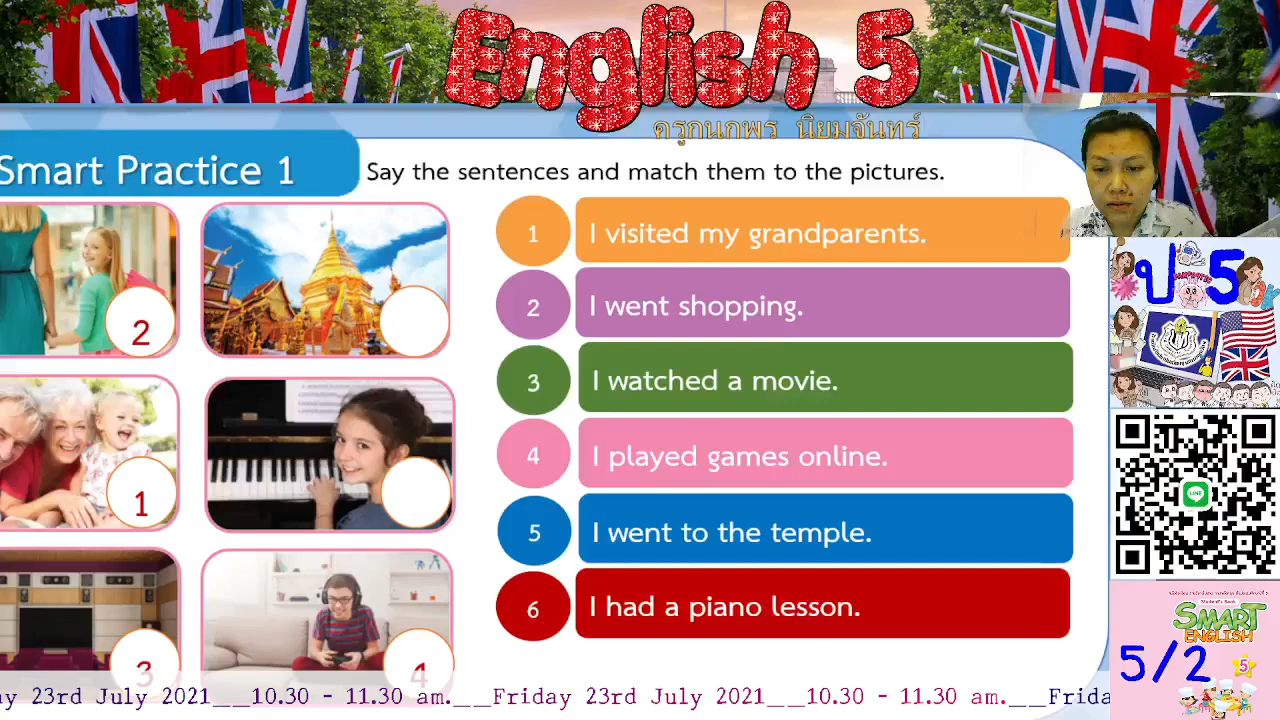 English 5
ครูกนกพร นิยมจันทร์
Smart Practice 1
Say the sentences and match them to the pictures.
1 I visited my grandparents.
2 I went shopping.
3 I watched a movie.
4 I played games online.
5 I went to the temple.
6 I had a piano lesson.
2
1
3
4
ป 5
LINE
Student's Book
SMART
ENGLISH
5
5/2
ay 23rd July 2021__10.30 - 11.30 am.__Friday 23rd July 2021__10.30 - 11.30 am.__Frida